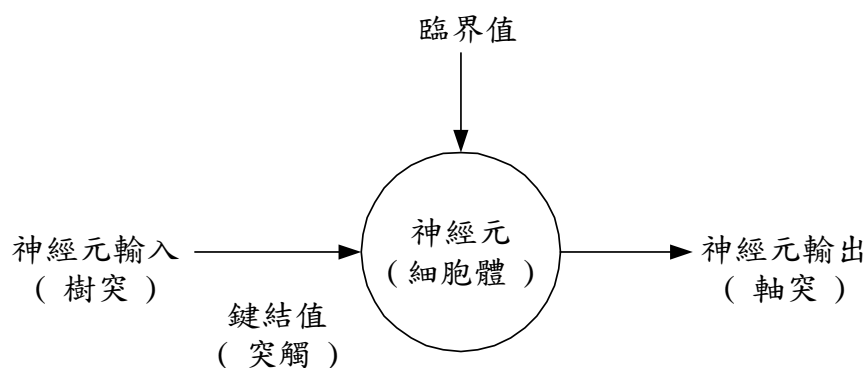 臨界值
神經元輸入
( 樹突 )
鍵結值
( 突觸 )
神經元
( 細胞體 )
神經元輸出
( 軸突 )